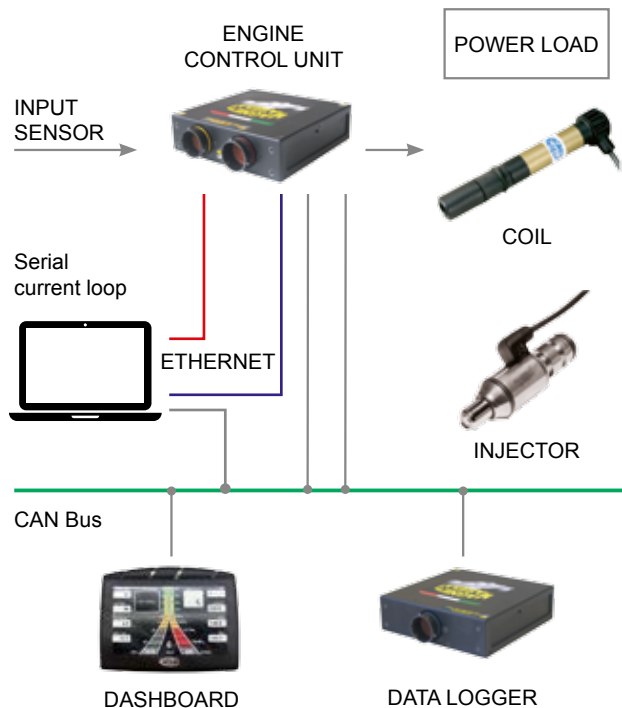 ENGINE
CONTROL UNIT
POWER LOAD
INPUT
SENSOR
COIL
Serial
current loop
ETHERNET
INJECTOR
CAN Bus
DASHBOARD
DATA LOGGER